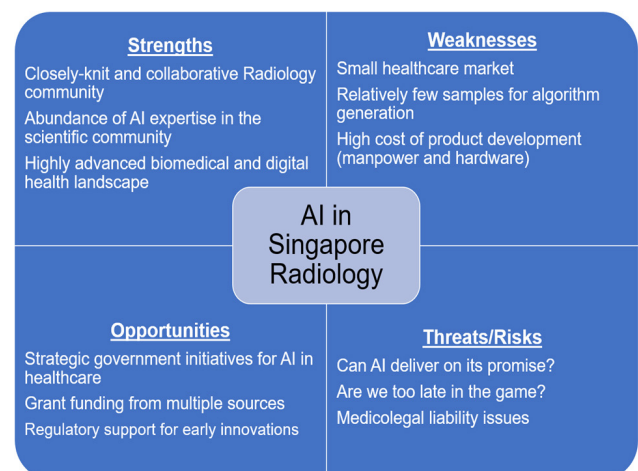 Strengths
Closely-knit and collaborative Radiology
community
Abundance of AI expertise in the
scientific community
Highly advanced biomedical and digital
health landscape
Weaknesses
Small healthcare market
Relatively few samples for algorithm
generation
High cost of product development
(manpower and hardware)
AI in
Singapore
Radiology
Opportunities
Strategic government initiatives for AI in
healthcare
Grant funding from multiple sources
Regulatory support for early innovations
Threats/Risks
Can AI deliver on its promise?
Are we too late in the game?
Medicolegal liability issues